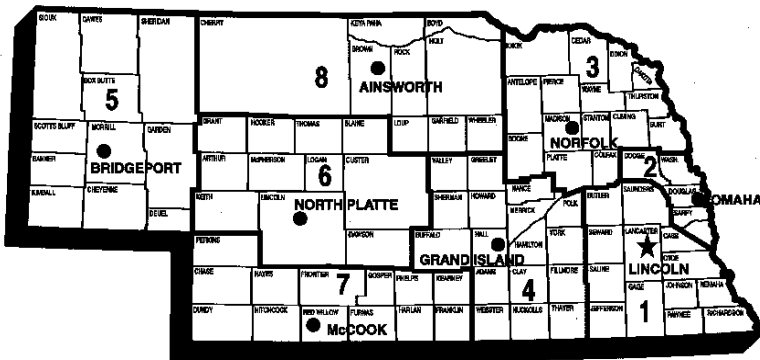 SIOUX DAWES SHERIDAN CHERRY KEYA PAHA BOYD
BROWN ROCK HOLT KNOX CEDAR DIXON DAKOTA
8 AINSWORTH 3
BOX BUTTE ANTELOPE PIERCE WAYNE THURSTON
5
GRANT HOOKER THOMAS BLAINE LOUP GARFIELD WHEELER
SCOTTS BLUFF MORRILL GARDEN BOONE MADISON STANTON CUMING BURT
NORFOLK
BANNER BRIDGEPORT ARTHUR McPHERSON LOGAN CUSTER VALLEY GREELEY PLATTE COLFAX DODGE WASH.
6 2
KIMBALL CHEYENNE DEUEL KEITH LINCOLN SHERMAN HOWARD NANCE MERRICK POLK BUTLER SAUNDERS DOUGLAS OMAHA
NORTH PLATTE SARPY
PERKINS DAWSON BUFFALO HALL HAMILTON YORK SEWARD LANCASTER CASS
GRAND ISLAND OTOE
LINCOLN
CHASE HAYES FRONTIER GOSPER PHELPS KEARNEY ADAMS CLAY FILLMORE SALINE GAGE JOHNSON NEMAHA
7 4 1
DUNDY HITCHCOCK RED WILLOW FURNAS HARLAN FRANKLIN WEBSTER NUCKOLLS THAYER JEFFERSON PAWNEE RICHARDSON
McCOOK